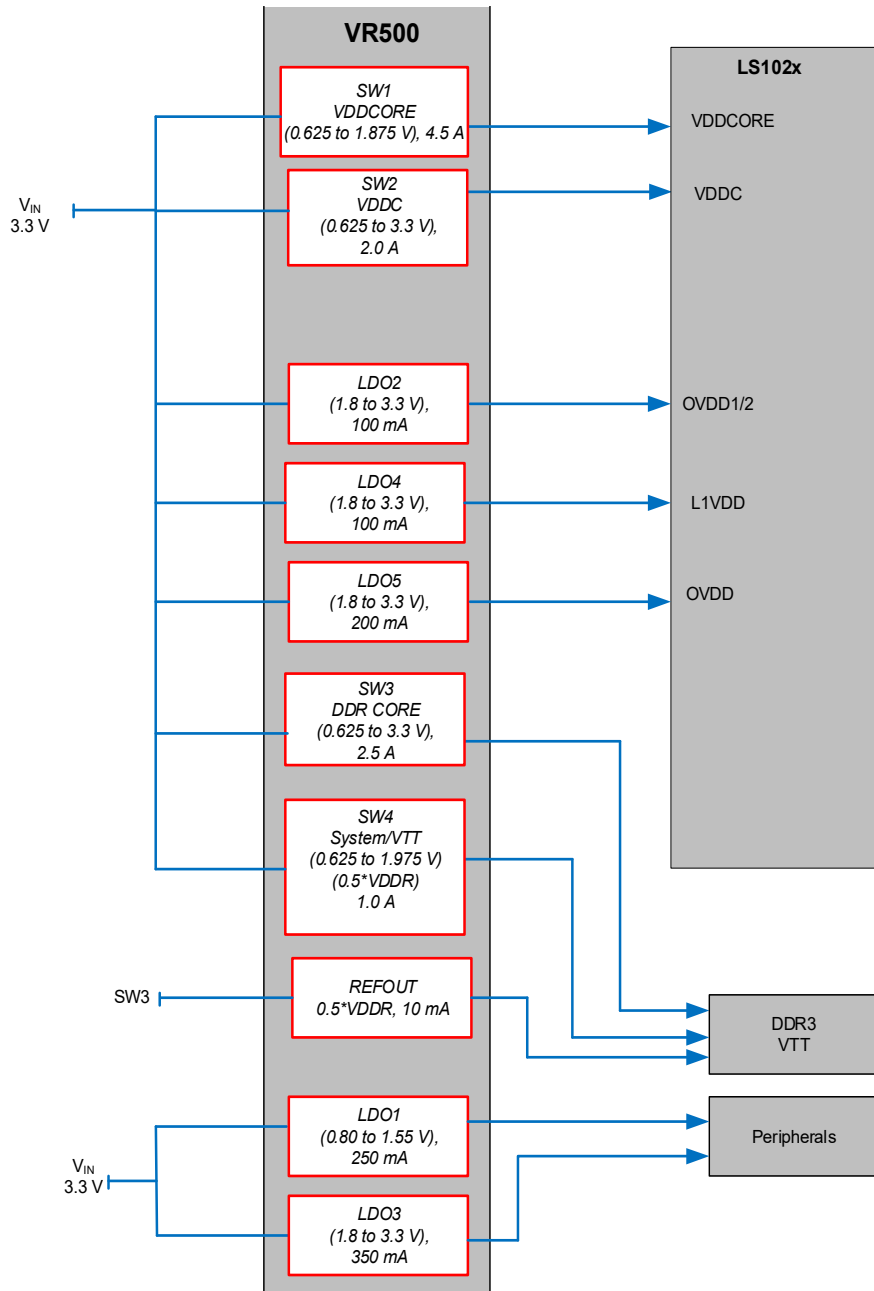 VR500
LS102x
SW1
VDDCORE
(0.625 to 1.875 V), 4.5 A
VDDCORE
SW2
VDDC
(0.625 to 3.3 V),
2.0 A
VDDC
VIN
3.3 V
LDO2
(1.8 to 3.3 V),
100 mA
OVDD1/2
LDO4
(1.8 to 3.3 V),
100 mA
L1VDD
LDO5
(1.8 to 3.3 V),
200 mA
OVDD
SW3
DDR CORE
(0.625 to 3.3 V),
2.5 A
SW4
System/VTT
(0.625 to 1.975 V)
(0.5*VDDR)
1.0 A
SW3
REFOUT
0.5*VDDR, 10 mA
DDR3
VTT
LDO1
(0.80 to 1.55 V),
250 mA
Peripherals
VIN
3.3 V
LDO3
(1.8 to 3.3 V),
350 mA